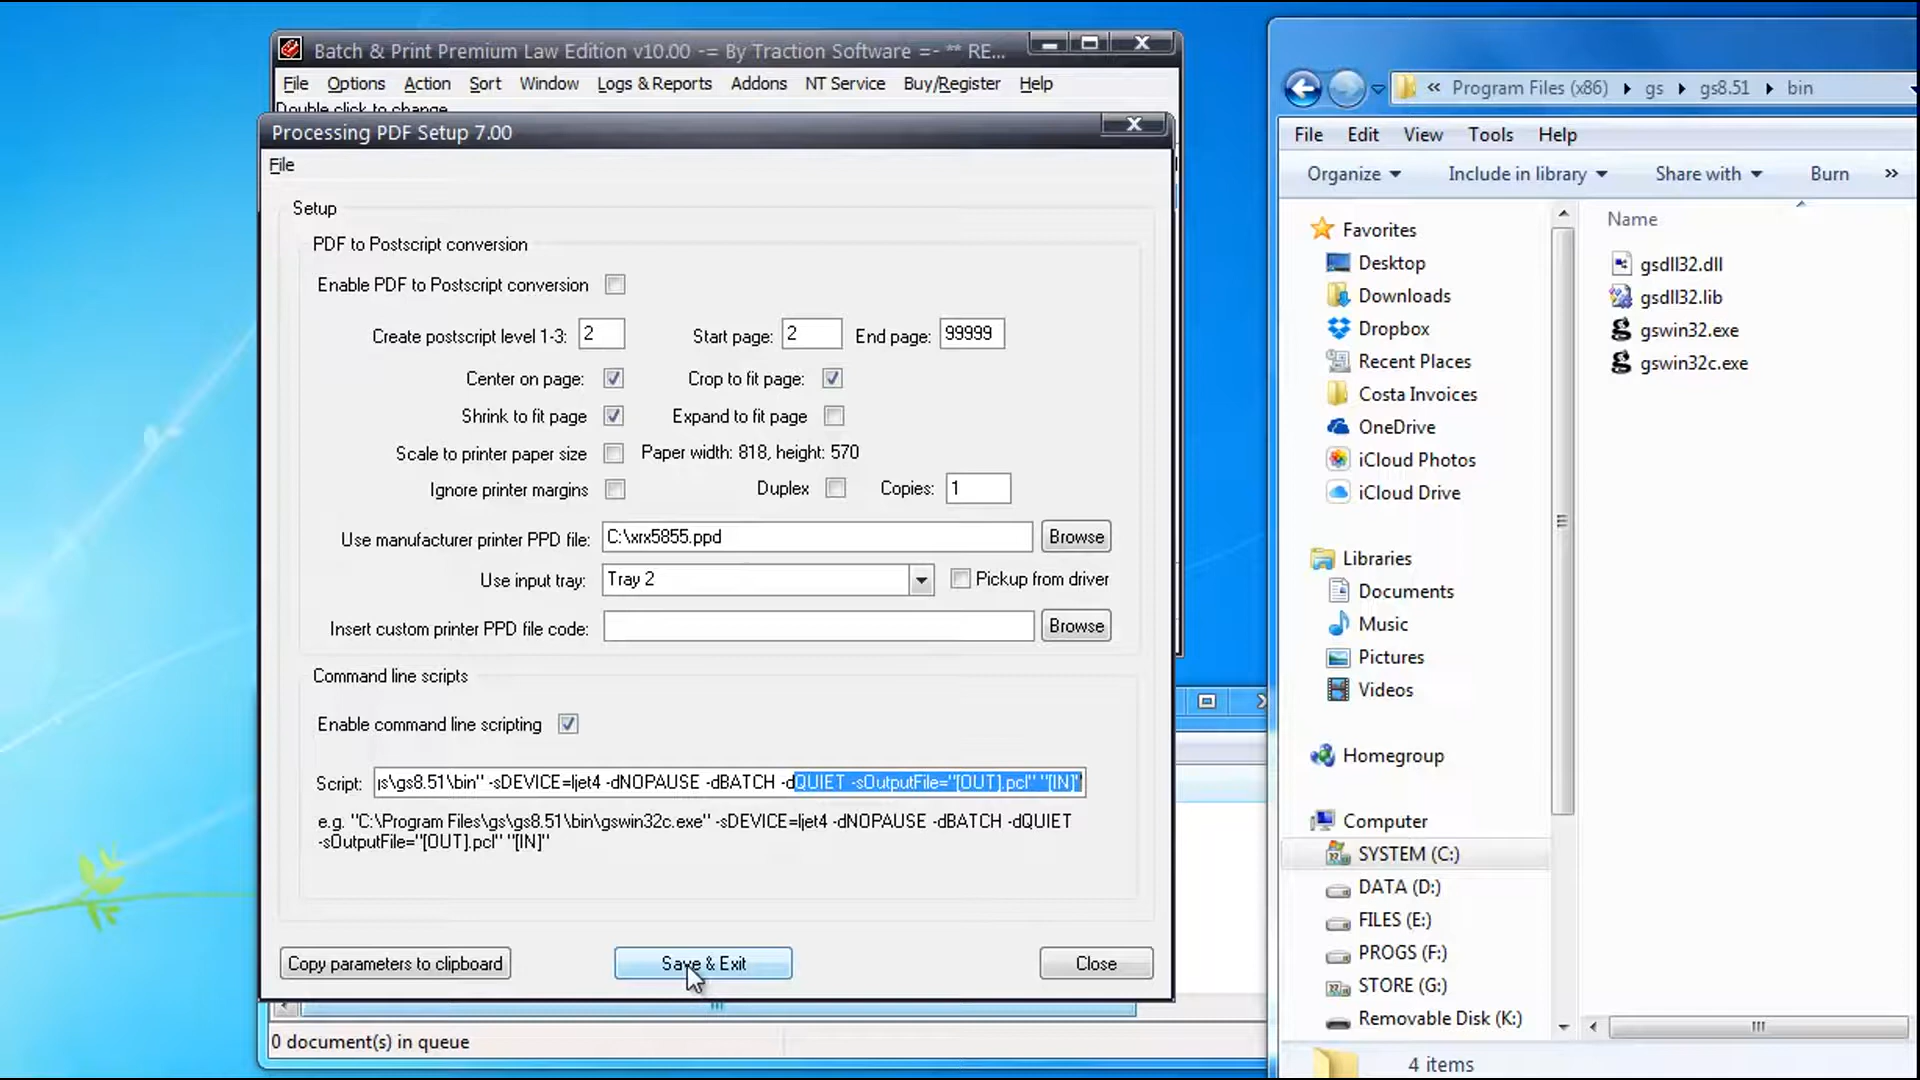 Batch & Print Premium Law Edition v10.00 -= By Traction Software =- ** RE...
File Options Action Sort Window Logs & Reports Addons NT Service Buy/Register Help
Double click to change
Processing PDF Setup 7.00
File
Setup
PDF to Postscript conversion
Enable PDF to Postscript conversion
Create postscript level 1-3: 2 Start page: 2 End page: 99999
Center on page: Crop to fit page:
Shrink to fit page Expand to fit page
Scale to printer paper size Paper width: 818, height: 570
Ignore printer margins Duplex Copies: 1
Use manufacturer printer PPD file: C:\xrx5855.ppd Browse
Use input tray: Tray 2 Pickup from driver
Insert custom printer PPD file code: Browse
Command line scripts
Enable command line scripting
Script: s\gs8.51\bin" -sDEVICE=ljet4 -dNOPAUSE -dBATCH -dQUIET -sOutputFile="[OUT].pcl" "[IN]"
e.g. "C:\Program Files\gs\gs8.51\bin\gswin32c.exe" -sDEVICE=ljet4 -dNOPAUSE -dBATCH -dQUIET
-sOutputFile="[OUT].pcl" "[IN]"
Copy parameters to clipboard Save & Exit Close
0 document(s) in queue
« Program Files (x86) gs gs8.51 bin
File Edit View Tools Help
Organize Include in library Share with Burn »
Favorites
Desktop
Downloads
Dropbox
Recent Places
Costa Invoices
OneDrive
iCloud Photos
iCloud Drive
Libraries
Documents
Music
Pictures
Videos
Homegroup
Computer
SYSTEM (C:)
DATA (D:)
FILES (E:)
PROGS (F:)
STORE (G:)
Removable Disk (K:)
Name
gsdll32.dll
gsdll32.lib
gswin32.exe
gswin32c.exe
4 items